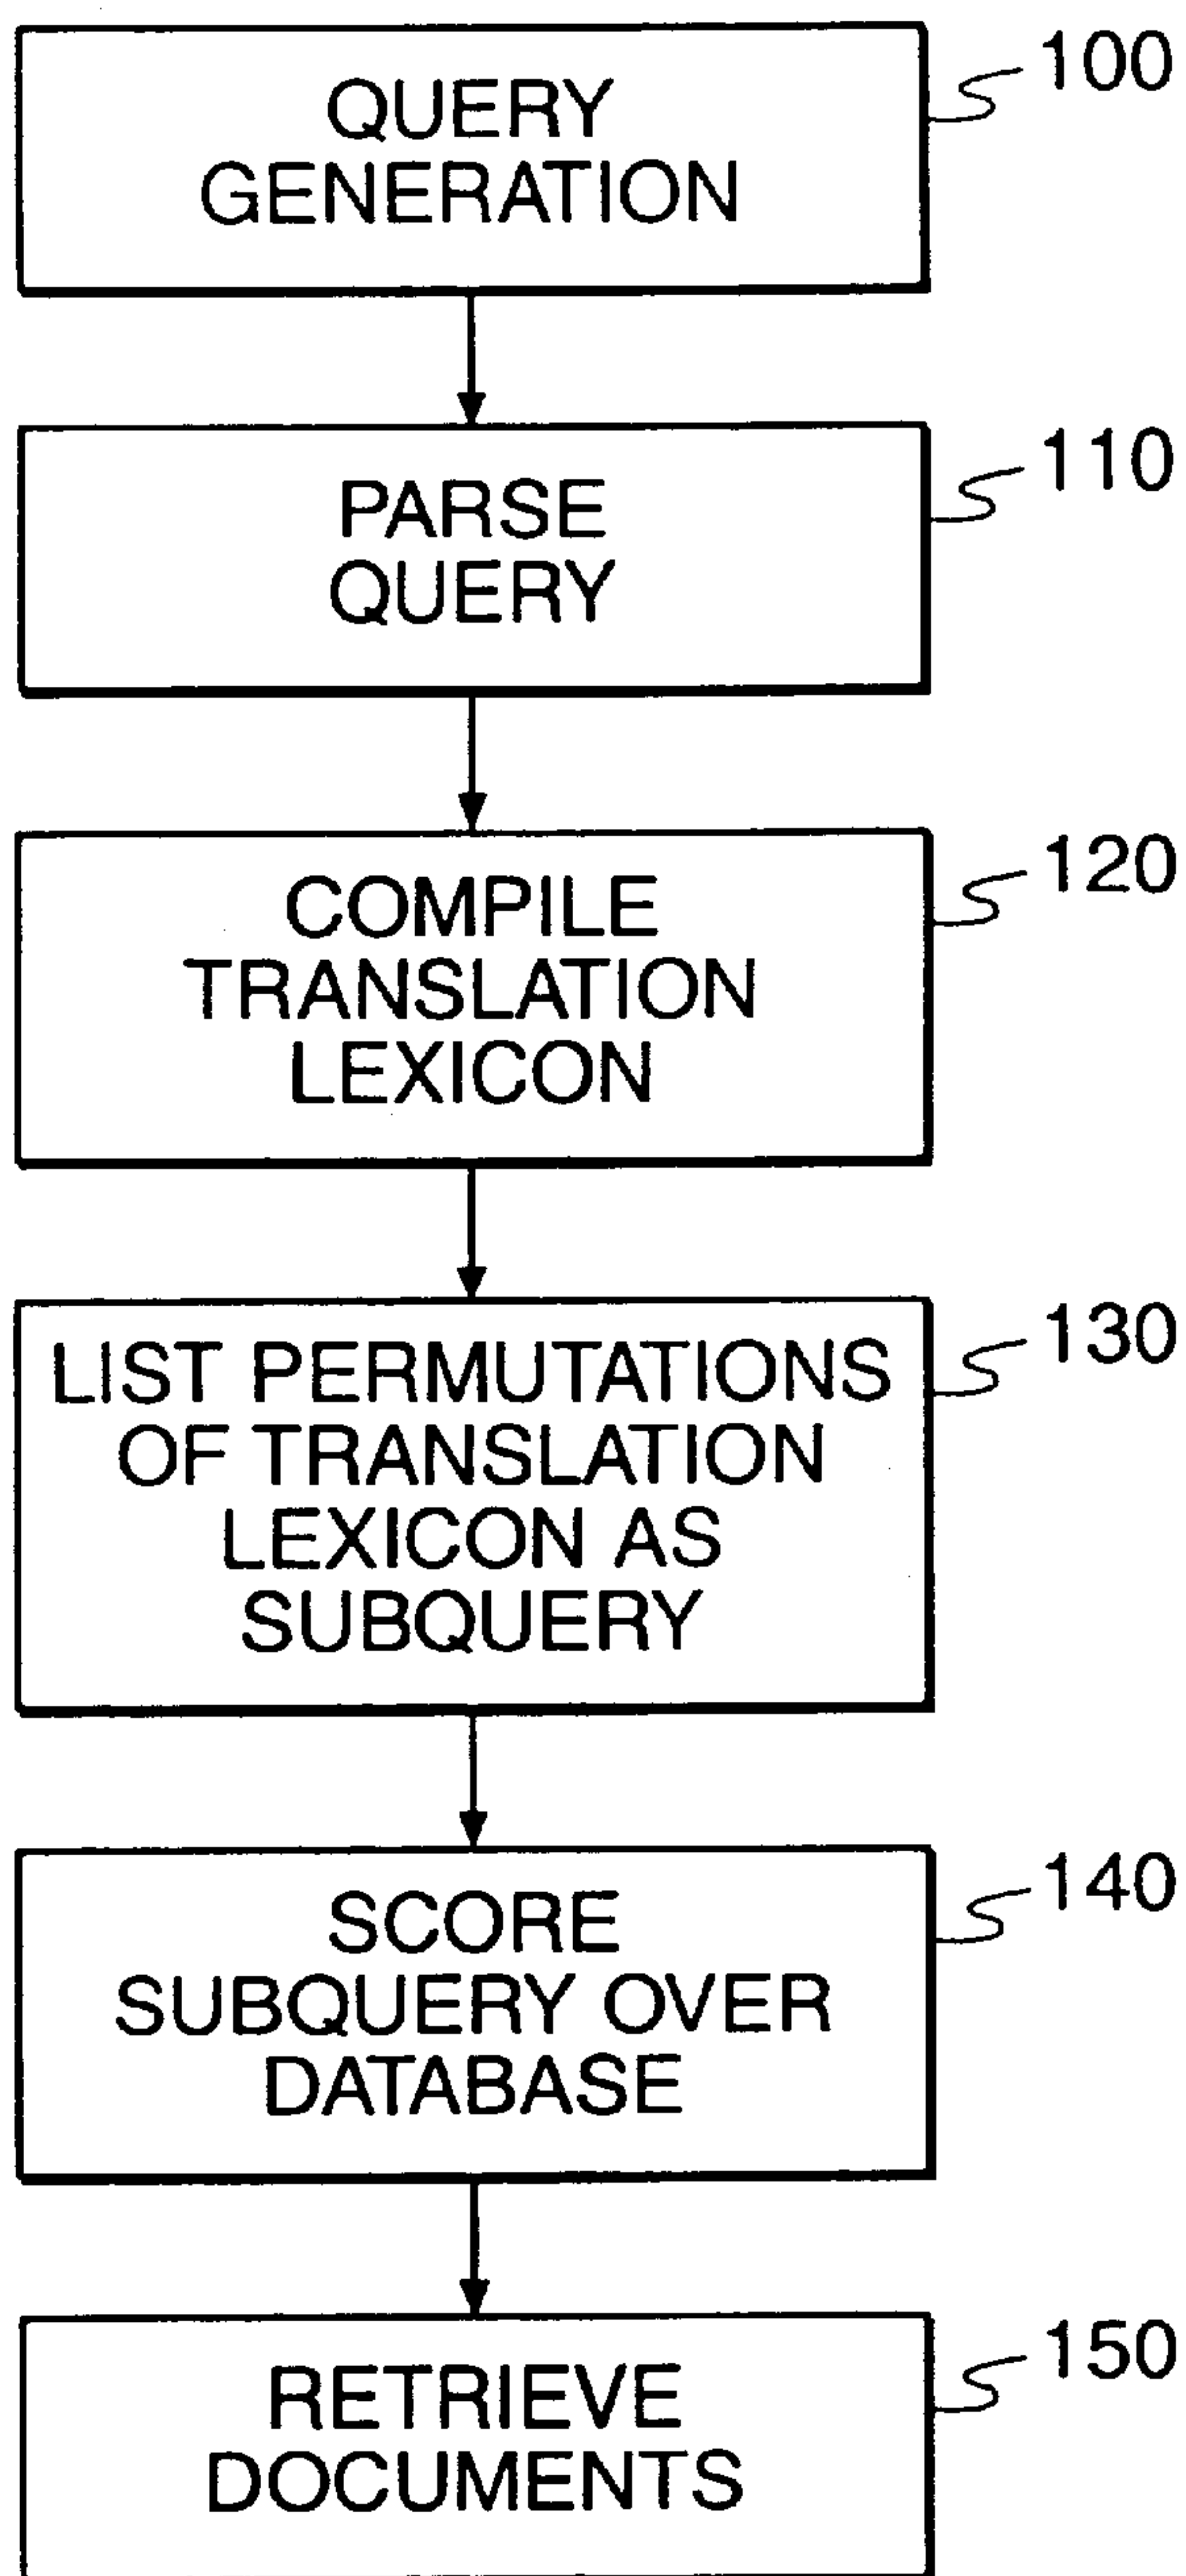 QUERY
GENERATION
100
PARSE
QUERY
110
COMPILE
TRANSLATION
LEXICON
120
LIST PERMUTATIONS
OF TRANSLATION
LEXICON AS
SUBQUERY
130
SCORE
SUBQUERY OVER
DATABASE
140
RETRIEVE
DOCUMENTS
150